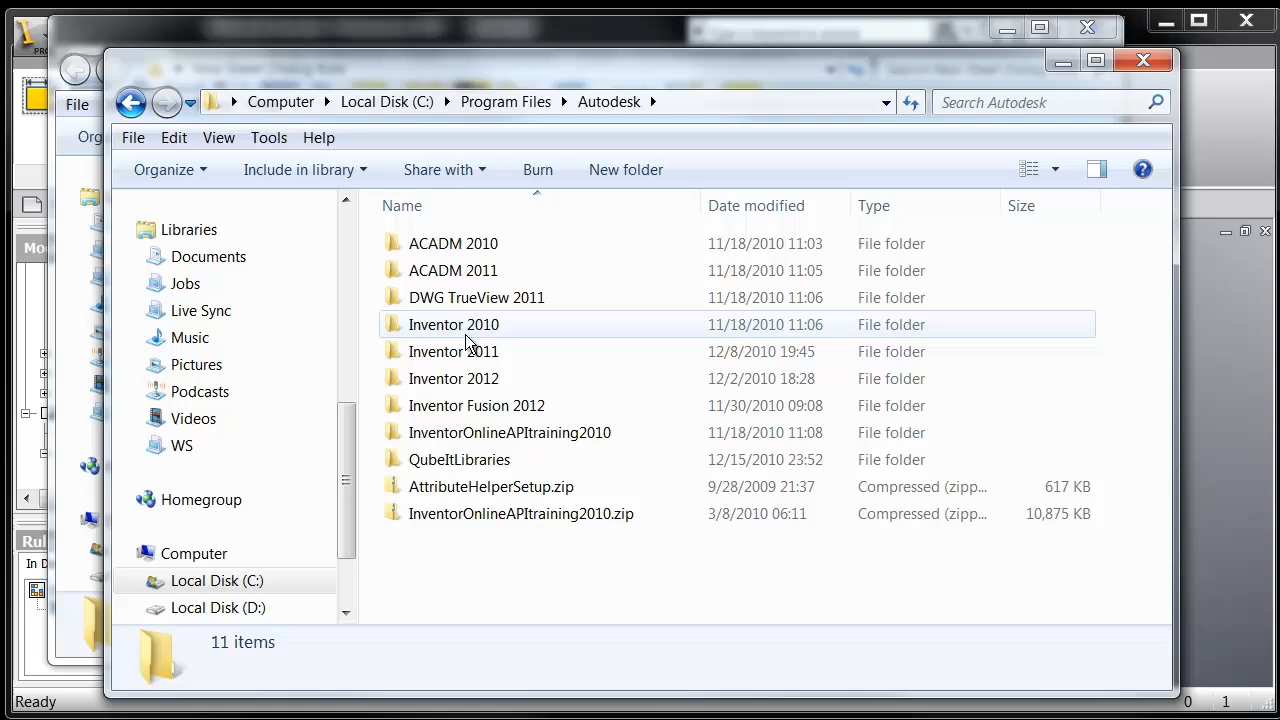 PRO
File
Computer Local Disk (C:) Program Files Autodesk
Search Autodesk
File Edit View Tools Help
Org
Organize Include in library Share with Burn New folder
Name Date modified Type Size
Libraries
Documents
Jobs
Live Sync
Music
Pictures
Podcasts
Videos
WS
Homegroup
Computer
Local Disk (C:)
Local Disk (D:)
ACADM 2010 11/18/2010 11:03 File folder
ACADM 2011 11/18/2010 11:05 File folder
DWG TrueView 2011 11/18/2010 11:06 File folder
Inventor 2010 11/18/2010 11:06 File folder
Inventor 2011 12/8/2010 19:45 File folder
Inventor 2012 12/2/2010 18:28 File folder
Inventor Fusion 2012 11/30/2010 09:08 File folder
InventorOnlineAPItraining2010 11/18/2010 11:08 File folder
QubeItLibraries 12/15/2010 23:52 File folder
AttributeHelperSetup.zip 9/28/2009 21:37 Compressed (zipp... 617 KB
InventorOnlineAPItraining2010.zip 3/8/2010 06:11 Compressed (zipp... 10,875 KB
Mo
Rul
In D
11 items
Ready
0 1